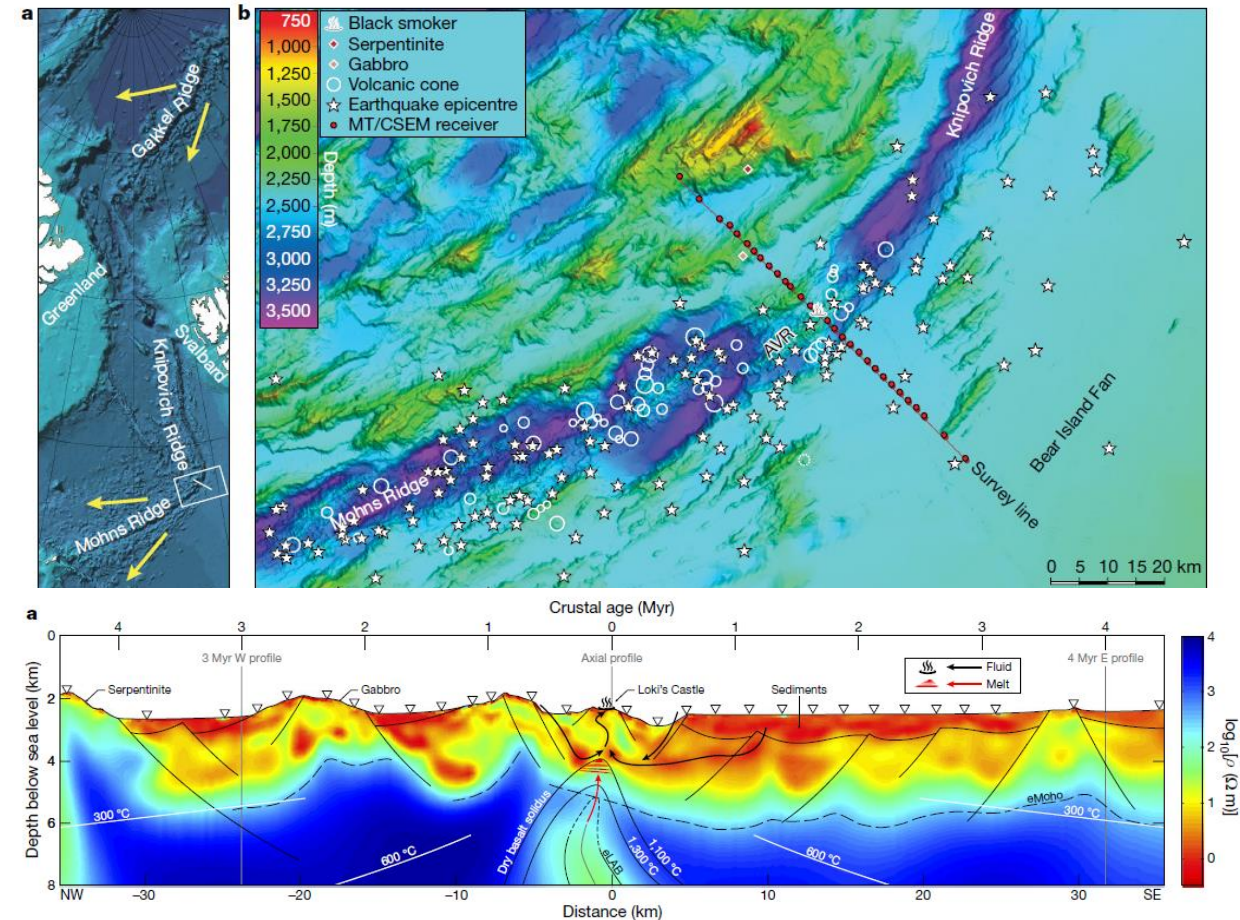 a
Gakkel Ridge
Greenland
Svalbard
Knipovich Ridge
Mohns Ridge
b
750
1,000
1,250
1,500
1,750
2,000
2,250
2,500
2,750
3,000
3,250
3,500
Depth (m)
Black smoker
Serpentinite
Gabbro
Volcanic cone
Earthquake epicentre
MT/CSEM receiver
Knipovich Ridge
AVR
Mohns Ridge
Bear Island Fan
Survey line
0 5 10 15 20 km
a
Crustal age (Myr)
4 3 2 1 0 1 2 3 4
3 Myr W profile
Axial profile
4 Myr E profile
Serpentinite
Gabbro
Loki's Castle
Sediments
Fluid
Melt
Depth below sea level (km)
0
2
4
6
8
300 °C
600 °C
Dry basalt solidus
eLAB
1,300 °C
1,100 °C
600 °C
eMoho
300 °C
NW −30 −20 −10 0 10 20 30 SE
Distance (km)
4
3
2
1
0
log₁₀[ρ (Ω m)]